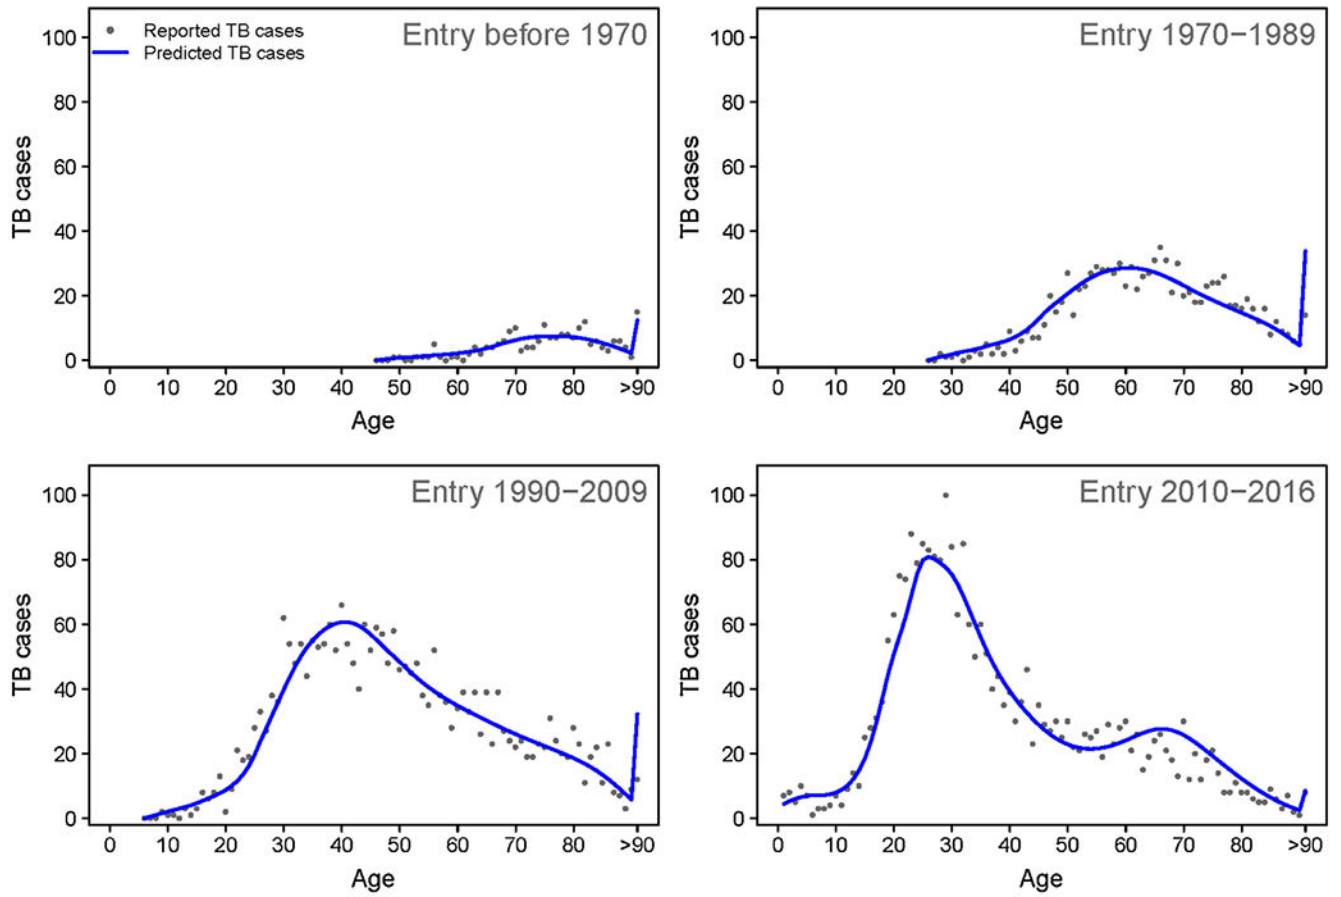 Entry before 1970
Reported TB cases
Predicted TB cases
TB cases
100
80
60
40
20
0
0 10 20 30 40 50 60 70 80 >90
Age
Entry 1970−1989
TB cases
100
80
60
40
20
0
0 10 20 30 40 50 60 70 80 >90
Age
Entry 1990−2009
TB cases
100
80
60
40
20
0
0 10 20 30 40 50 60 70 80 >90
Age
Entry 2010−2016
TB cases
100
80
60
40
20
0
0 10 20 30 40 50 60 70 80 >90
Age